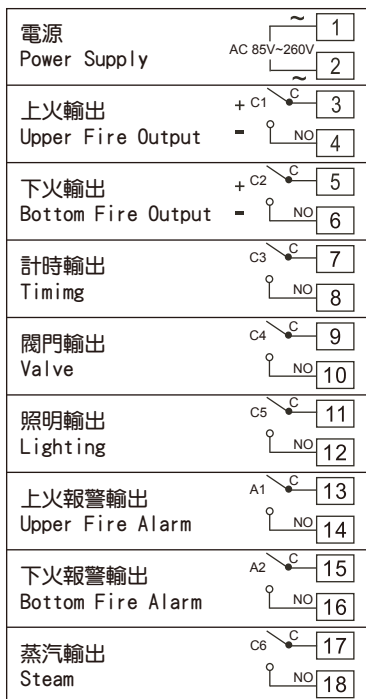 電源
Power Supply
~ 1
AC 85V~260V
~ 2
上火輸出
Upper Fire Output
+ C1 C 3
- NO 4
下火輸出
Bottom Fire Output
+ C2 C 5
- NO 6
計時輸出
Timimg
C3 C 7
NO 8
閥門輸出
Valve
C4 C 9
NO 10
照明輸出
Lighting
C5 C 11
NO 12
上火報警輸出
Upper Fire Alarm
A1 C 13
NO 14
下火報警輸出
Bottom Fire Alarm
A2 C 15
NO 16
蒸汽輸出
Steam
C6 C 17
NO 18